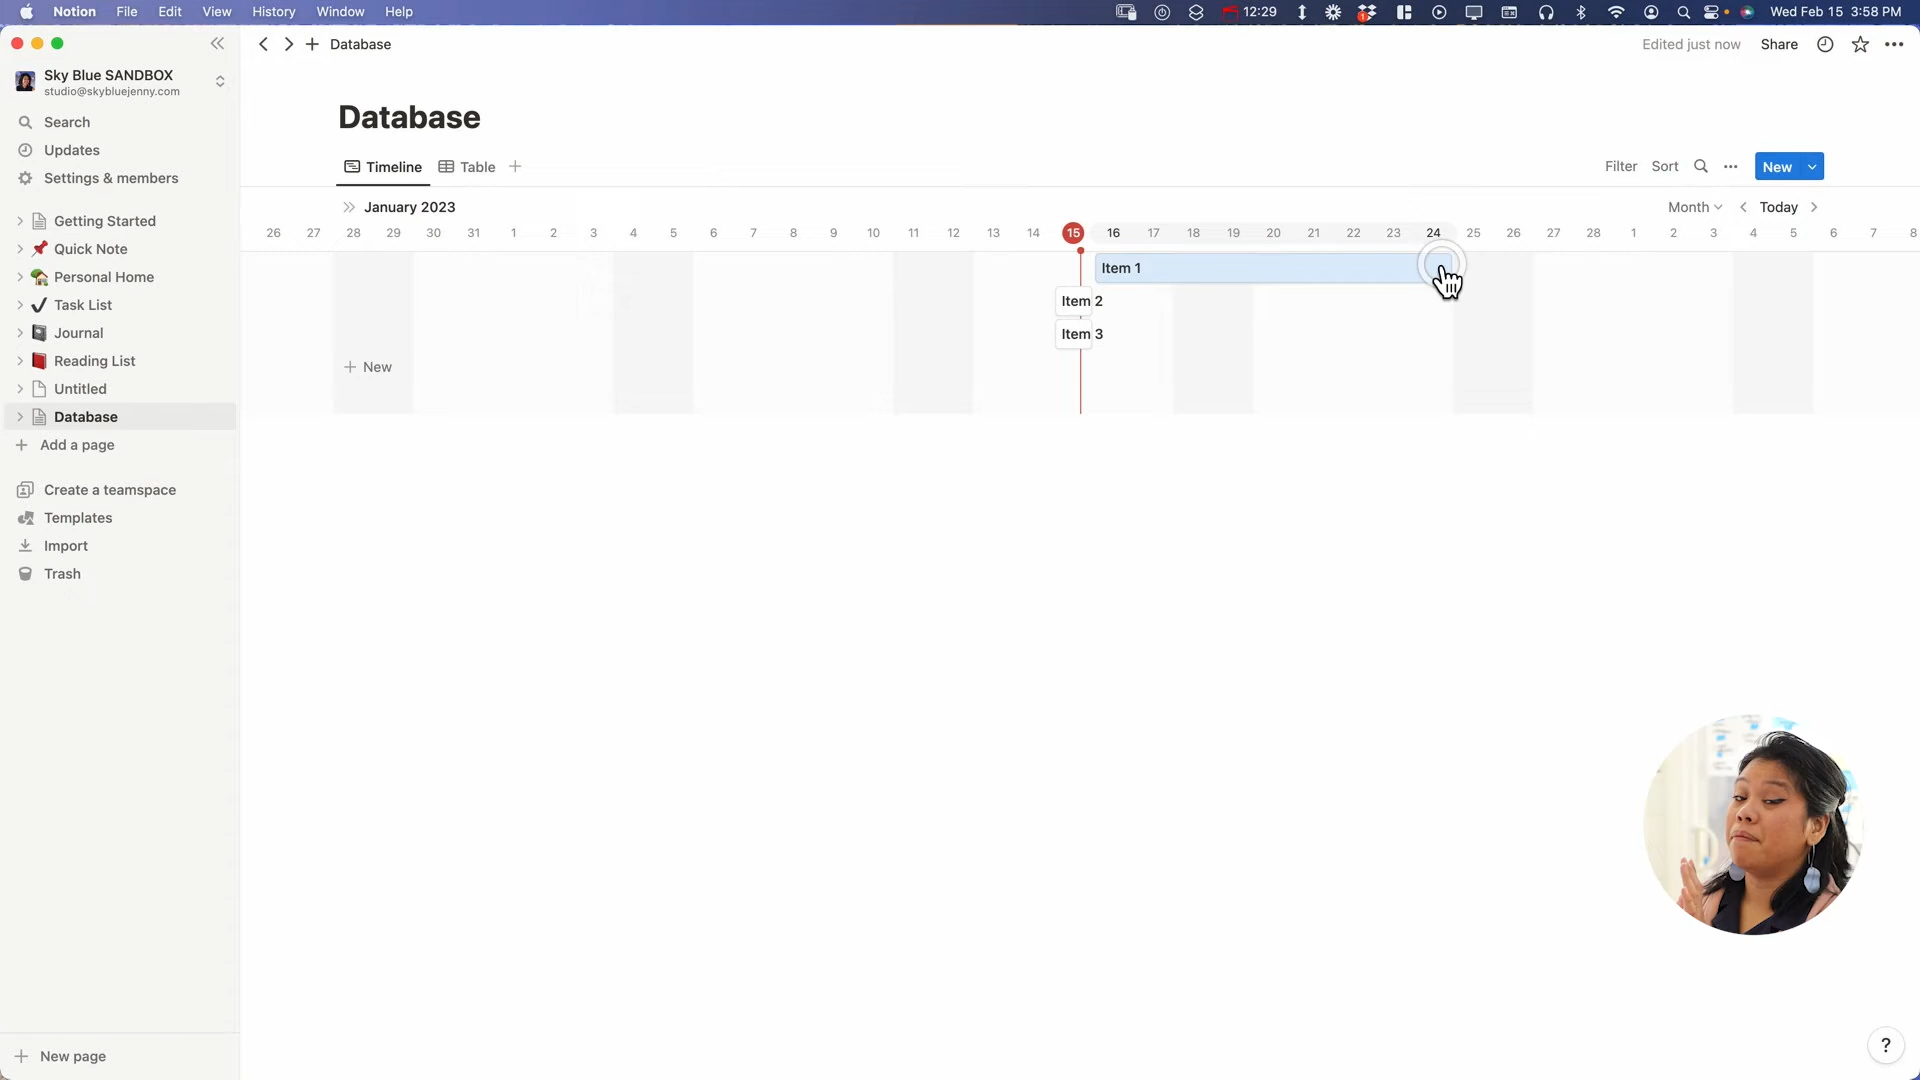 Notion File Edit View History Window Help 12:29 Wed Feb 15 3:58 PM
Database Edited just now Share
Sky Blue SANDBOX
studio@skybluejenny.com
Search
Updates
Settings & members
Getting Started
Quick Note
Personal Home
Task List
Journal
Reading List
Untitled
Database
Add a page
Create a teamspace
Templates
Import
Trash
New page
Database
Timeline Table Filter Sort New
January 2023 Month Today
26 27 28 29 30 31 1 2 3 4 5 6 7 8 9 10 11 12 13 14 15 16 17 18 19 20 21 22 23 24 25 26 27 28 1 2 3 4 5 6 7 8
Item 1
Item 2
Item 3
New
?